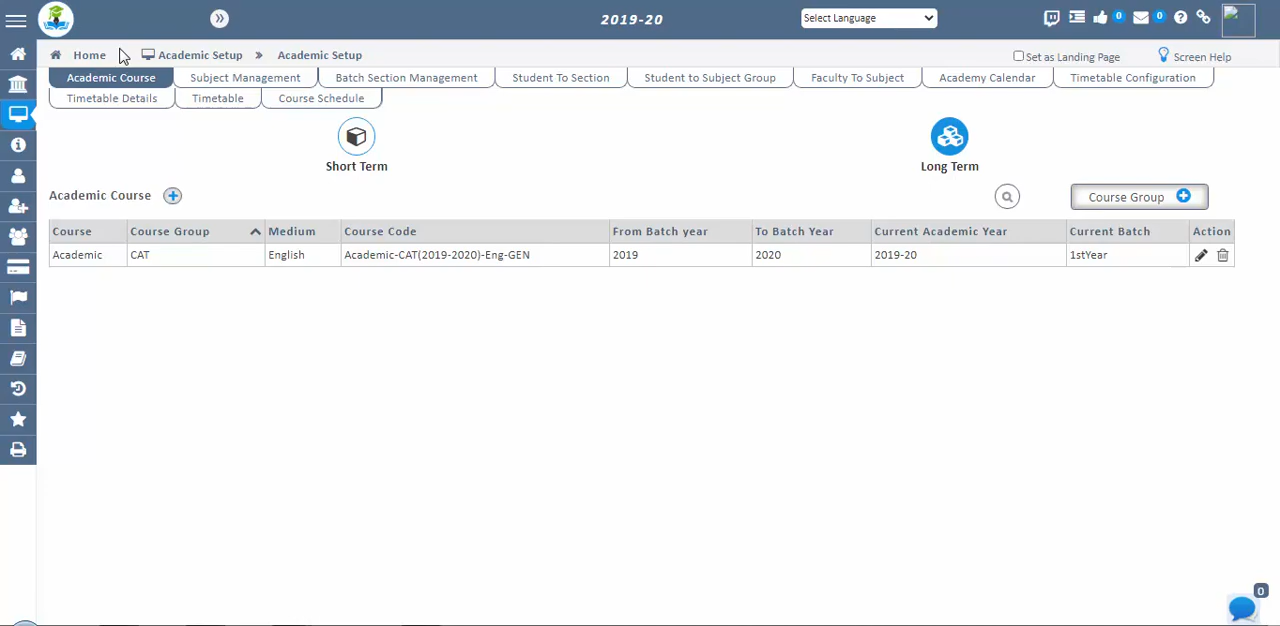 2019-20 Select Language 0 0
Home Academic Setup » Academic Setup Set as Landing Page Screen Help
Academic Course Subject Management Batch Section Management Student To Section Student to Subject Group Faculty To Subject Academy Calendar Timetable Configuration
Timetable Details Timetable Course Schedule
Short Term Long Term
Academic Course Course Group
Course Course Group Medium Course Code From Batch year To Batch Year Current Academic Year Current Batch Action
Academic CAT English Academic-CAT(2019-2020)-Eng-GEN 2019 2020 2019-20 1stYear
0